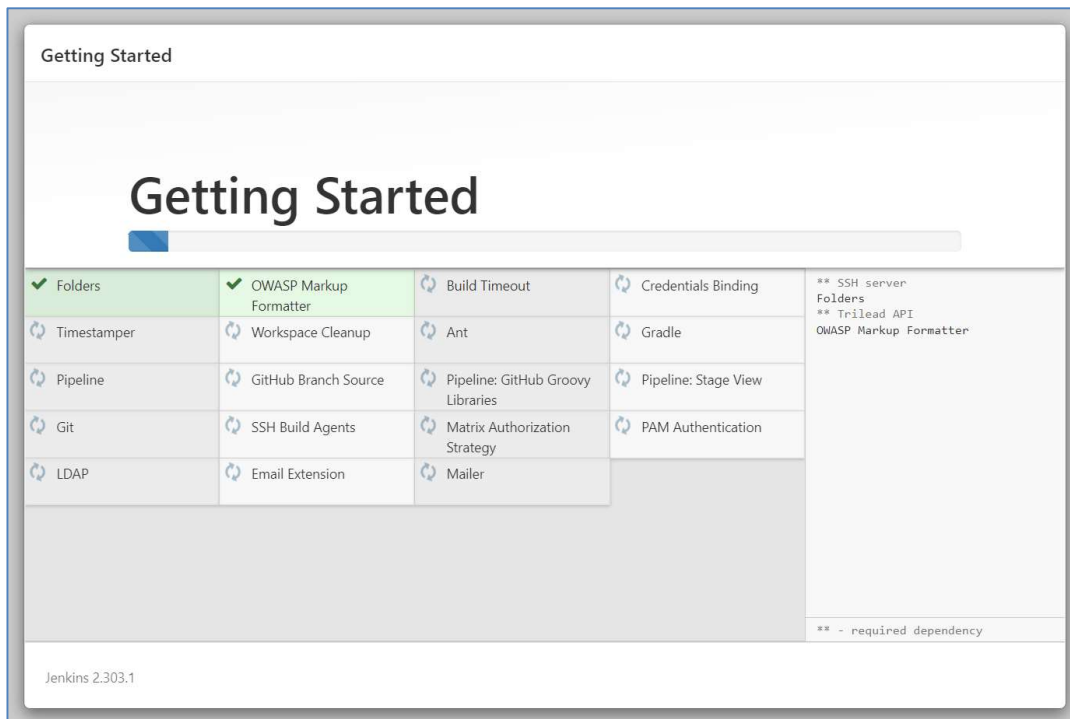 Getting Started
Getting Started
Folders
OWASP Markup
Formatter
Build Timeout
Credentials Binding
Timestamper
Workspace Cleanup
Ant
Gradle
Pipeline
GitHub Branch Source
Pipeline: GitHub Groovy
Libraries
Pipeline: Stage View
Git
SSH Build Agents
Matrix Authorization
Strategy
PAM Authentication
LDAP
Email Extension
Mailer
** SSH server
Folders
** Trilead API
OWASP Markup Formatter
** - required dependency
Jenkins 2.303.1